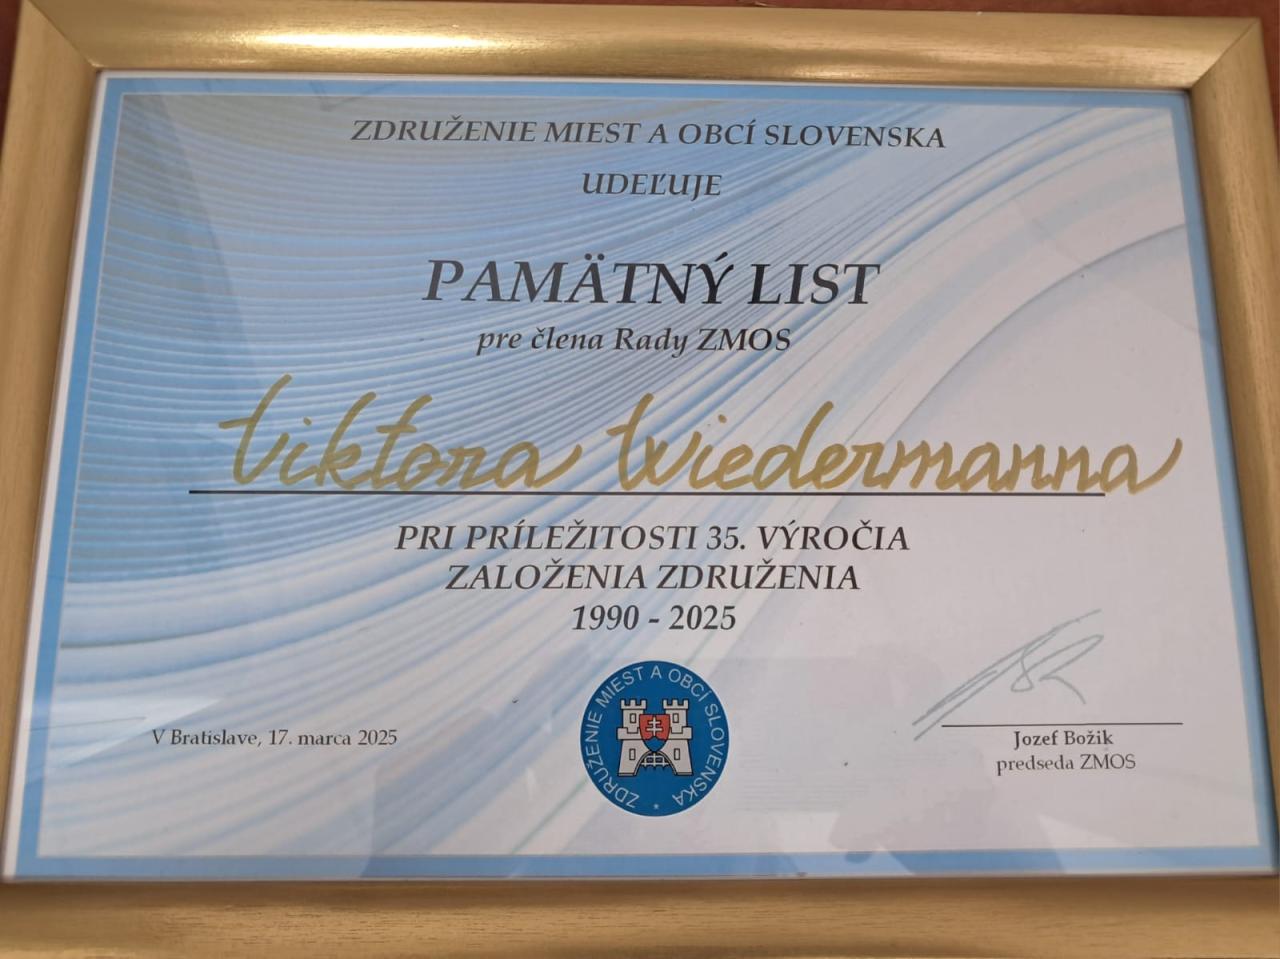 ZDRUŽENIE MIEST A OBCÍ SLOVENSKA
UDEĽUJE
PAMÄTNÝ LIST
pre člena Rady ZMOS
Viktora Wiedermanna
PRI PRÍLEŽITOSTI 35. VÝROČIA
ZALOŽENIA ZDRUŽENIA
1990 - 2025
ZDRUŽENIE MIEST A OBCÍ SLOVENSKA *
V Bratislave, 17. marca 2025
Jozef Božik
predseda ZMOS